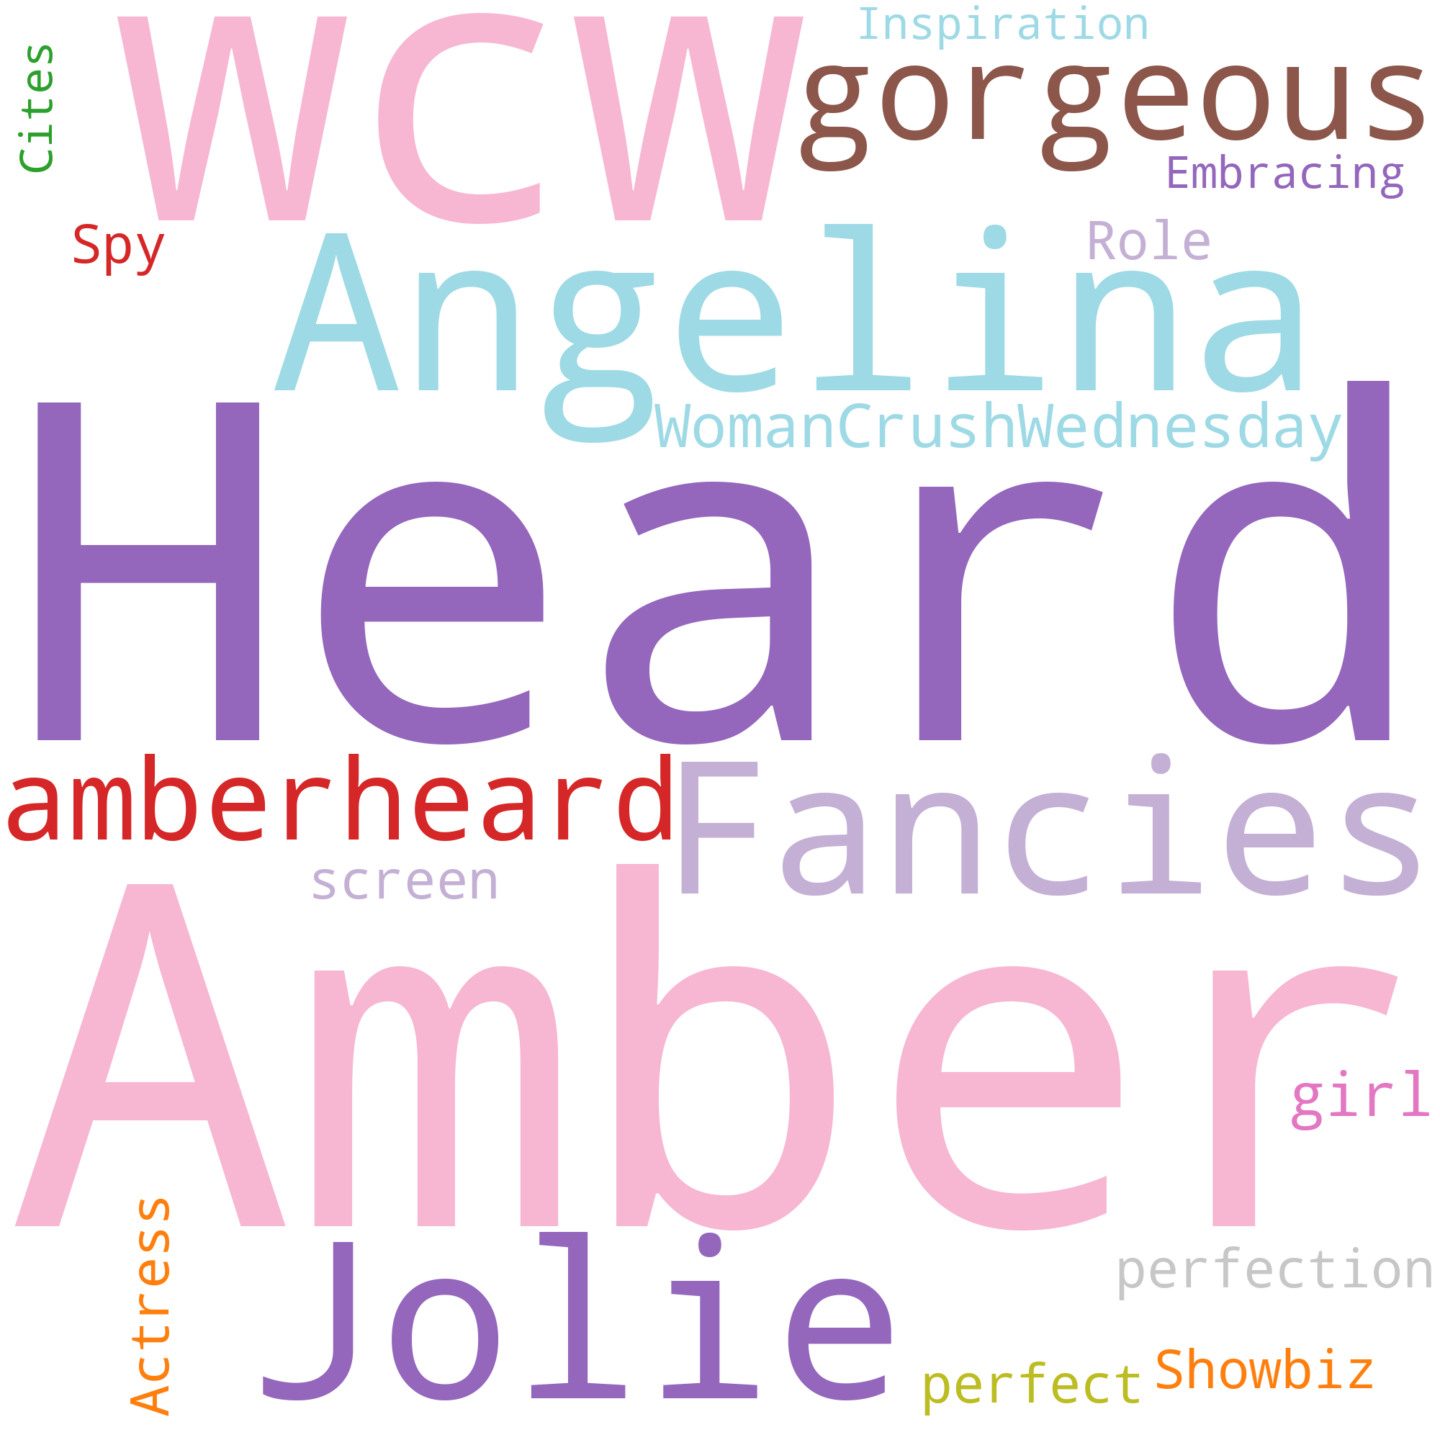 Inspiration
WCW
gorgeous
Cites
Embracing
Spy
Role
Angelina
WomanCrushWednesday
Heard
amberheard
Fancies
screen
Amber
girl
Actress
Jolie
perfection
perfect
Showbiz